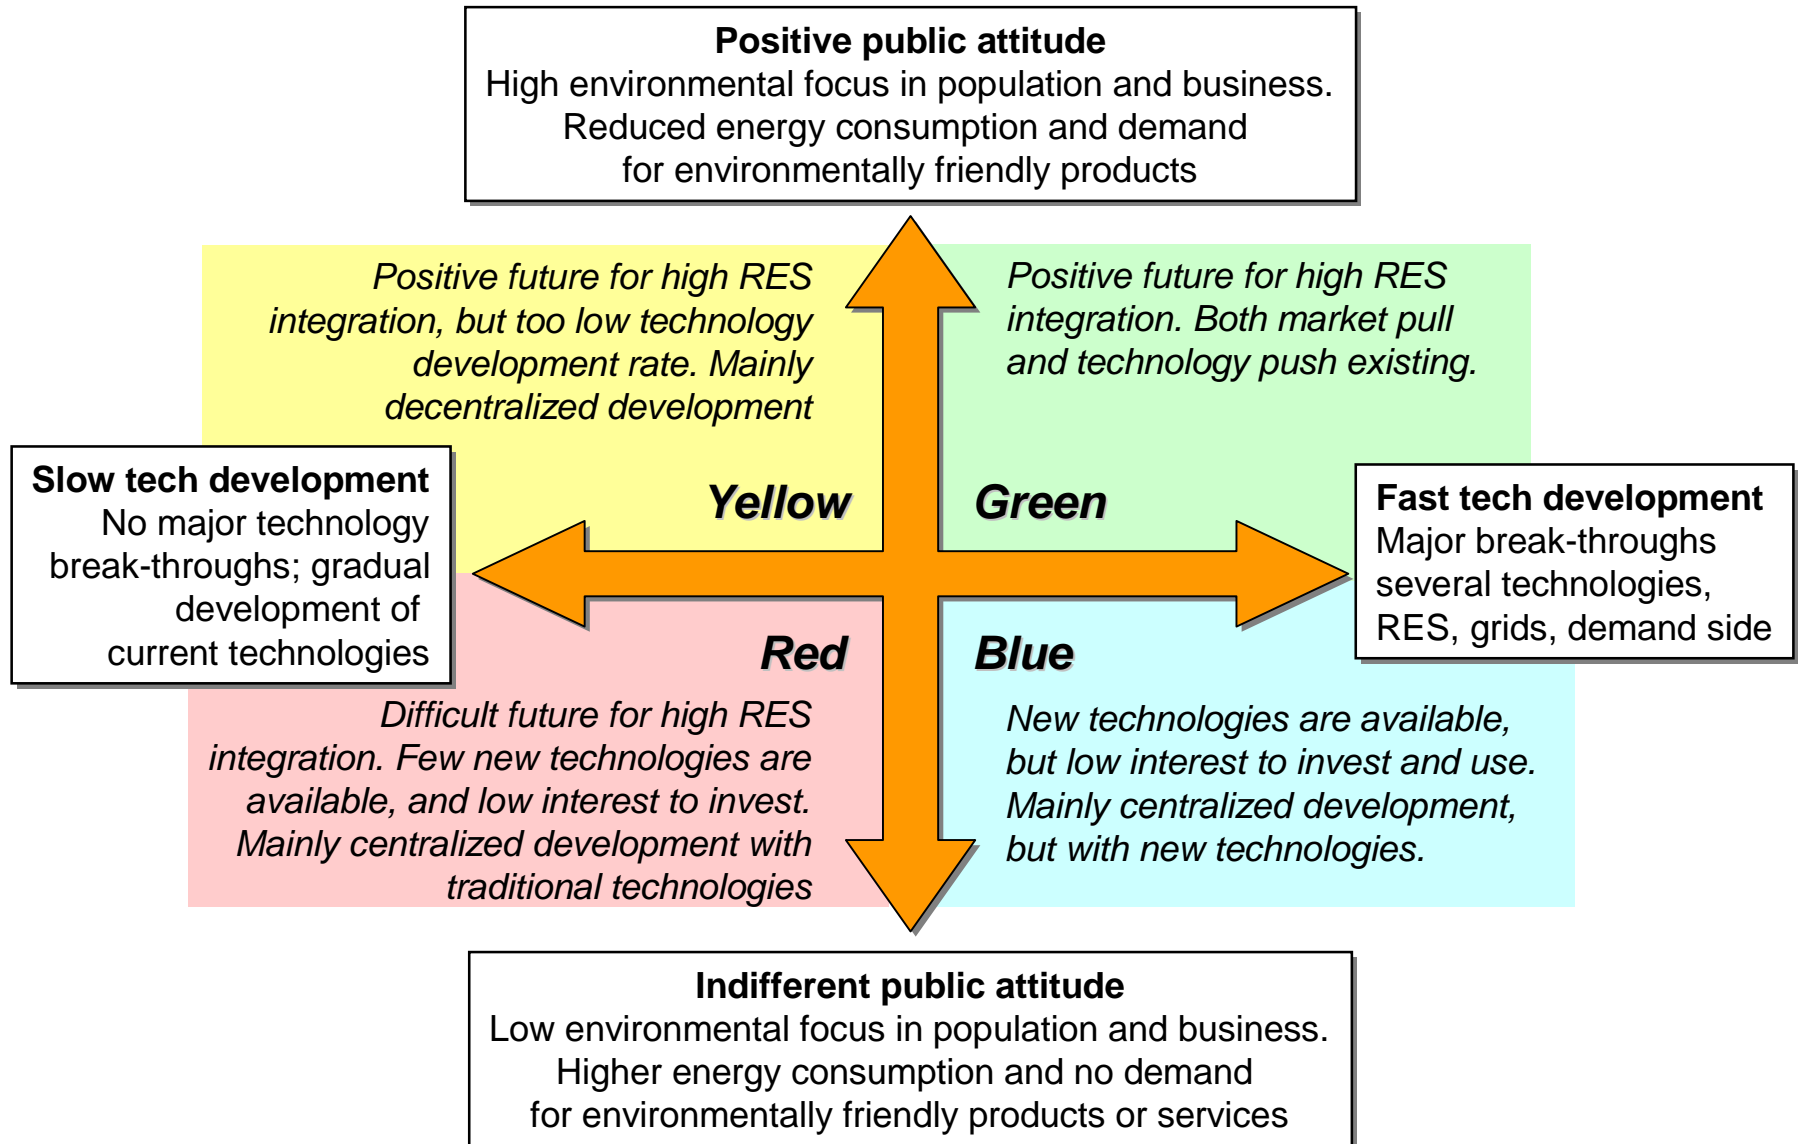 Positive public attitude
High environmental focus in population and business.
Reduced energy consumption and demand
for environmentally friendly products
Positive future for high RES
integration, but too low technology
development rate. Mainly
decentralized development
Positive future for high RES
integration. Both market pull
and technology push existing.
Yellow
Green
Slow tech development
No major technology
break-throughs; gradual
development of
current technologies
Fast tech development
Major break-throughs
several technologies,
RES, grids, demand side
Red
Blue
Difficult future for high RES
integration. Few new technologies are
available, and low interest to invest.
Mainly centralized development with
traditional technologies
New technologies are available,
but low interest to invest and use.
Mainly centralized development,
but with new technologies.
Indifferent public attitude
Low environmental focus in population and business.
Higher energy consumption and no demand
for environmentally friendly products or services